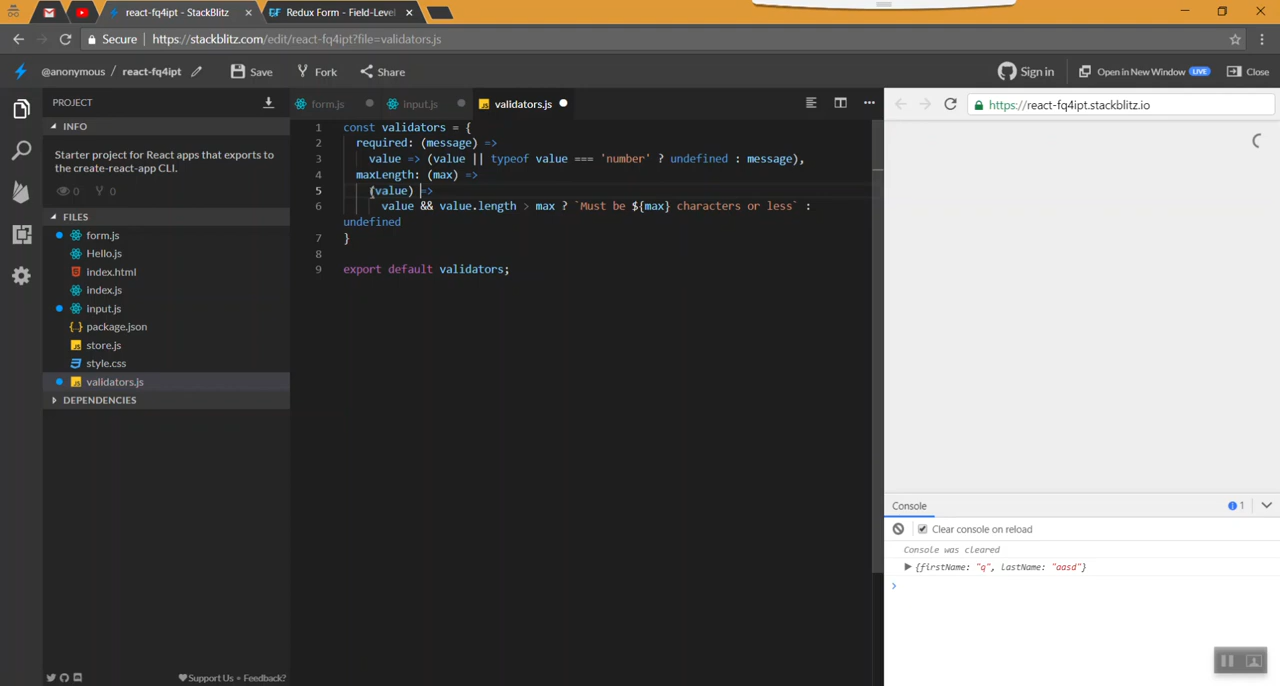 react-fq4ipt - StackBlitz
Redux Form - Field-Level
Secure
https://stackblitz.com/edit/react-fq4ipt?file=validators.js
@anonymous / react-fq4ipt
Save
Fork
Share
Sign in
Open in New Window LIVE
Close
PROJECT
form.js
input.js
validators.js
https://react-fq4ipt.stackblitz.io
INFO
Starter project for React apps that exports to
the create-react-app CLI.
0
0
FILES
form.js
Hello.js
index.html
index.js
input.js
package.json
store.js
style.css
validators.js
DEPENDENCIES
1 const validators = {
2 required: (message) =>
3 value => (value || typeof value === 'number' ? undefined : message),
4 maxLength: (max) =>
5 (value) =>
6 value && value.length > max ? `Must be ${max} characters or less` :
undefined
7 }
8
9 export default validators;
Console
1
Clear console on reload
Console was cleared
{firstName: "q", lastName: "aasd"}
Support Us • Feedback?